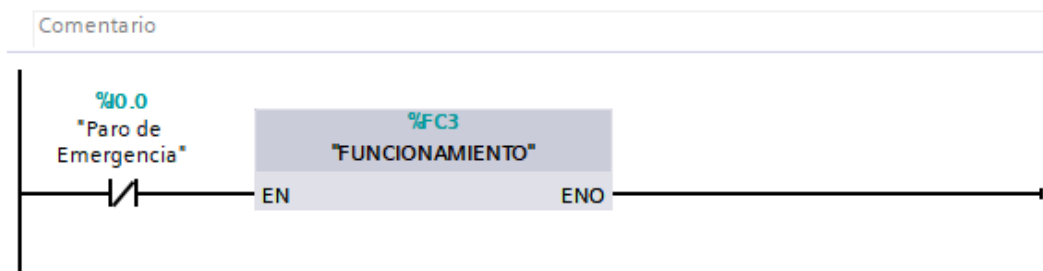 Comentario
%I0.0
"Paro de
Emergencia"
%FC3
"FUNCIONAMIENTO"
EN
ENO